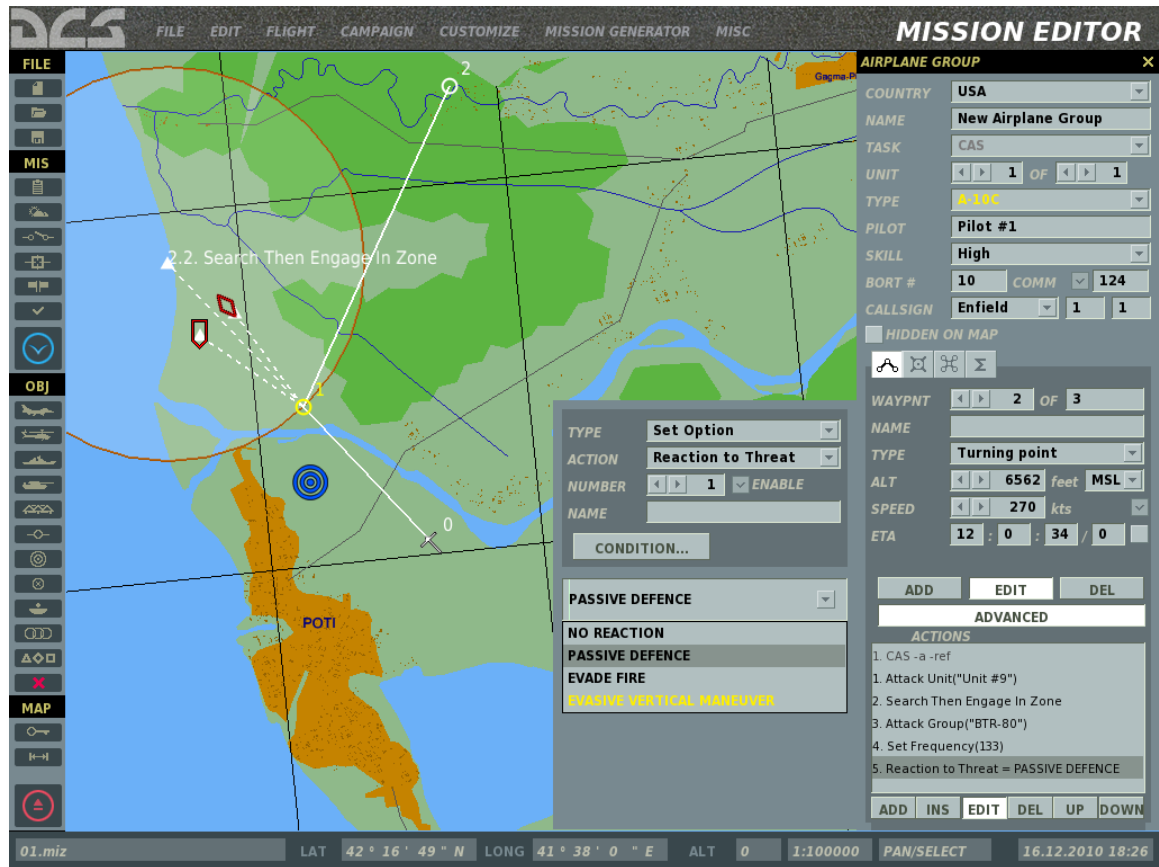 DCS FILE EDIT FLIGHT CAMPAIGN CUSTOMIZE MISSION GENERATOR MISC MISSION EDITOR
FILE
MIS
OBJ
MAP
2
Gagma-P
2.2. Search Then Engage In Zone
1
0
POTI
TYPE Set Option
ACTION Reaction to Threat
NUMBER 1 ENABLE
NAME
CONDITION...
PASSIVE DEFENCE
NO REACTION
PASSIVE DEFENCE
EVADE FIRE
EVASIVE VERTICAL MANEUVER
AIRPLANE GROUP
COUNTRY USA
NAME New Airplane Group
TASK CAS
UNIT 1 OF 1
TYPE A-10C
PILOT Pilot #1
SKILL High
BORT # 10 COMM 124
CALLSIGN Enfield 1 1
HIDDEN ON MAP
Σ
WAYPNT 2 OF 3
NAME
TYPE Turning point
ALT 6562 feet MSL
SPEED 270 kts
ETA 12 : 0 : 34 / 0
ADD EDIT DEL
ADVANCED
ACTIONS
1. CAS -a -ref
1. Attack Unit("Unit #9")
2. Search Then Engage In Zone
3. Attack Group("BTR-80")
4. Set Frequency(133)
5. Reaction to Threat = PASSIVE DEFENCE
ADD INS EDIT DEL UP DOWN
01.miz LAT 42 ° 16 ' 49 " N LONG 41 ° 38 ' 0 " E ALT 0 1:100000 PAN/SELECT 16.12.2010 18:26